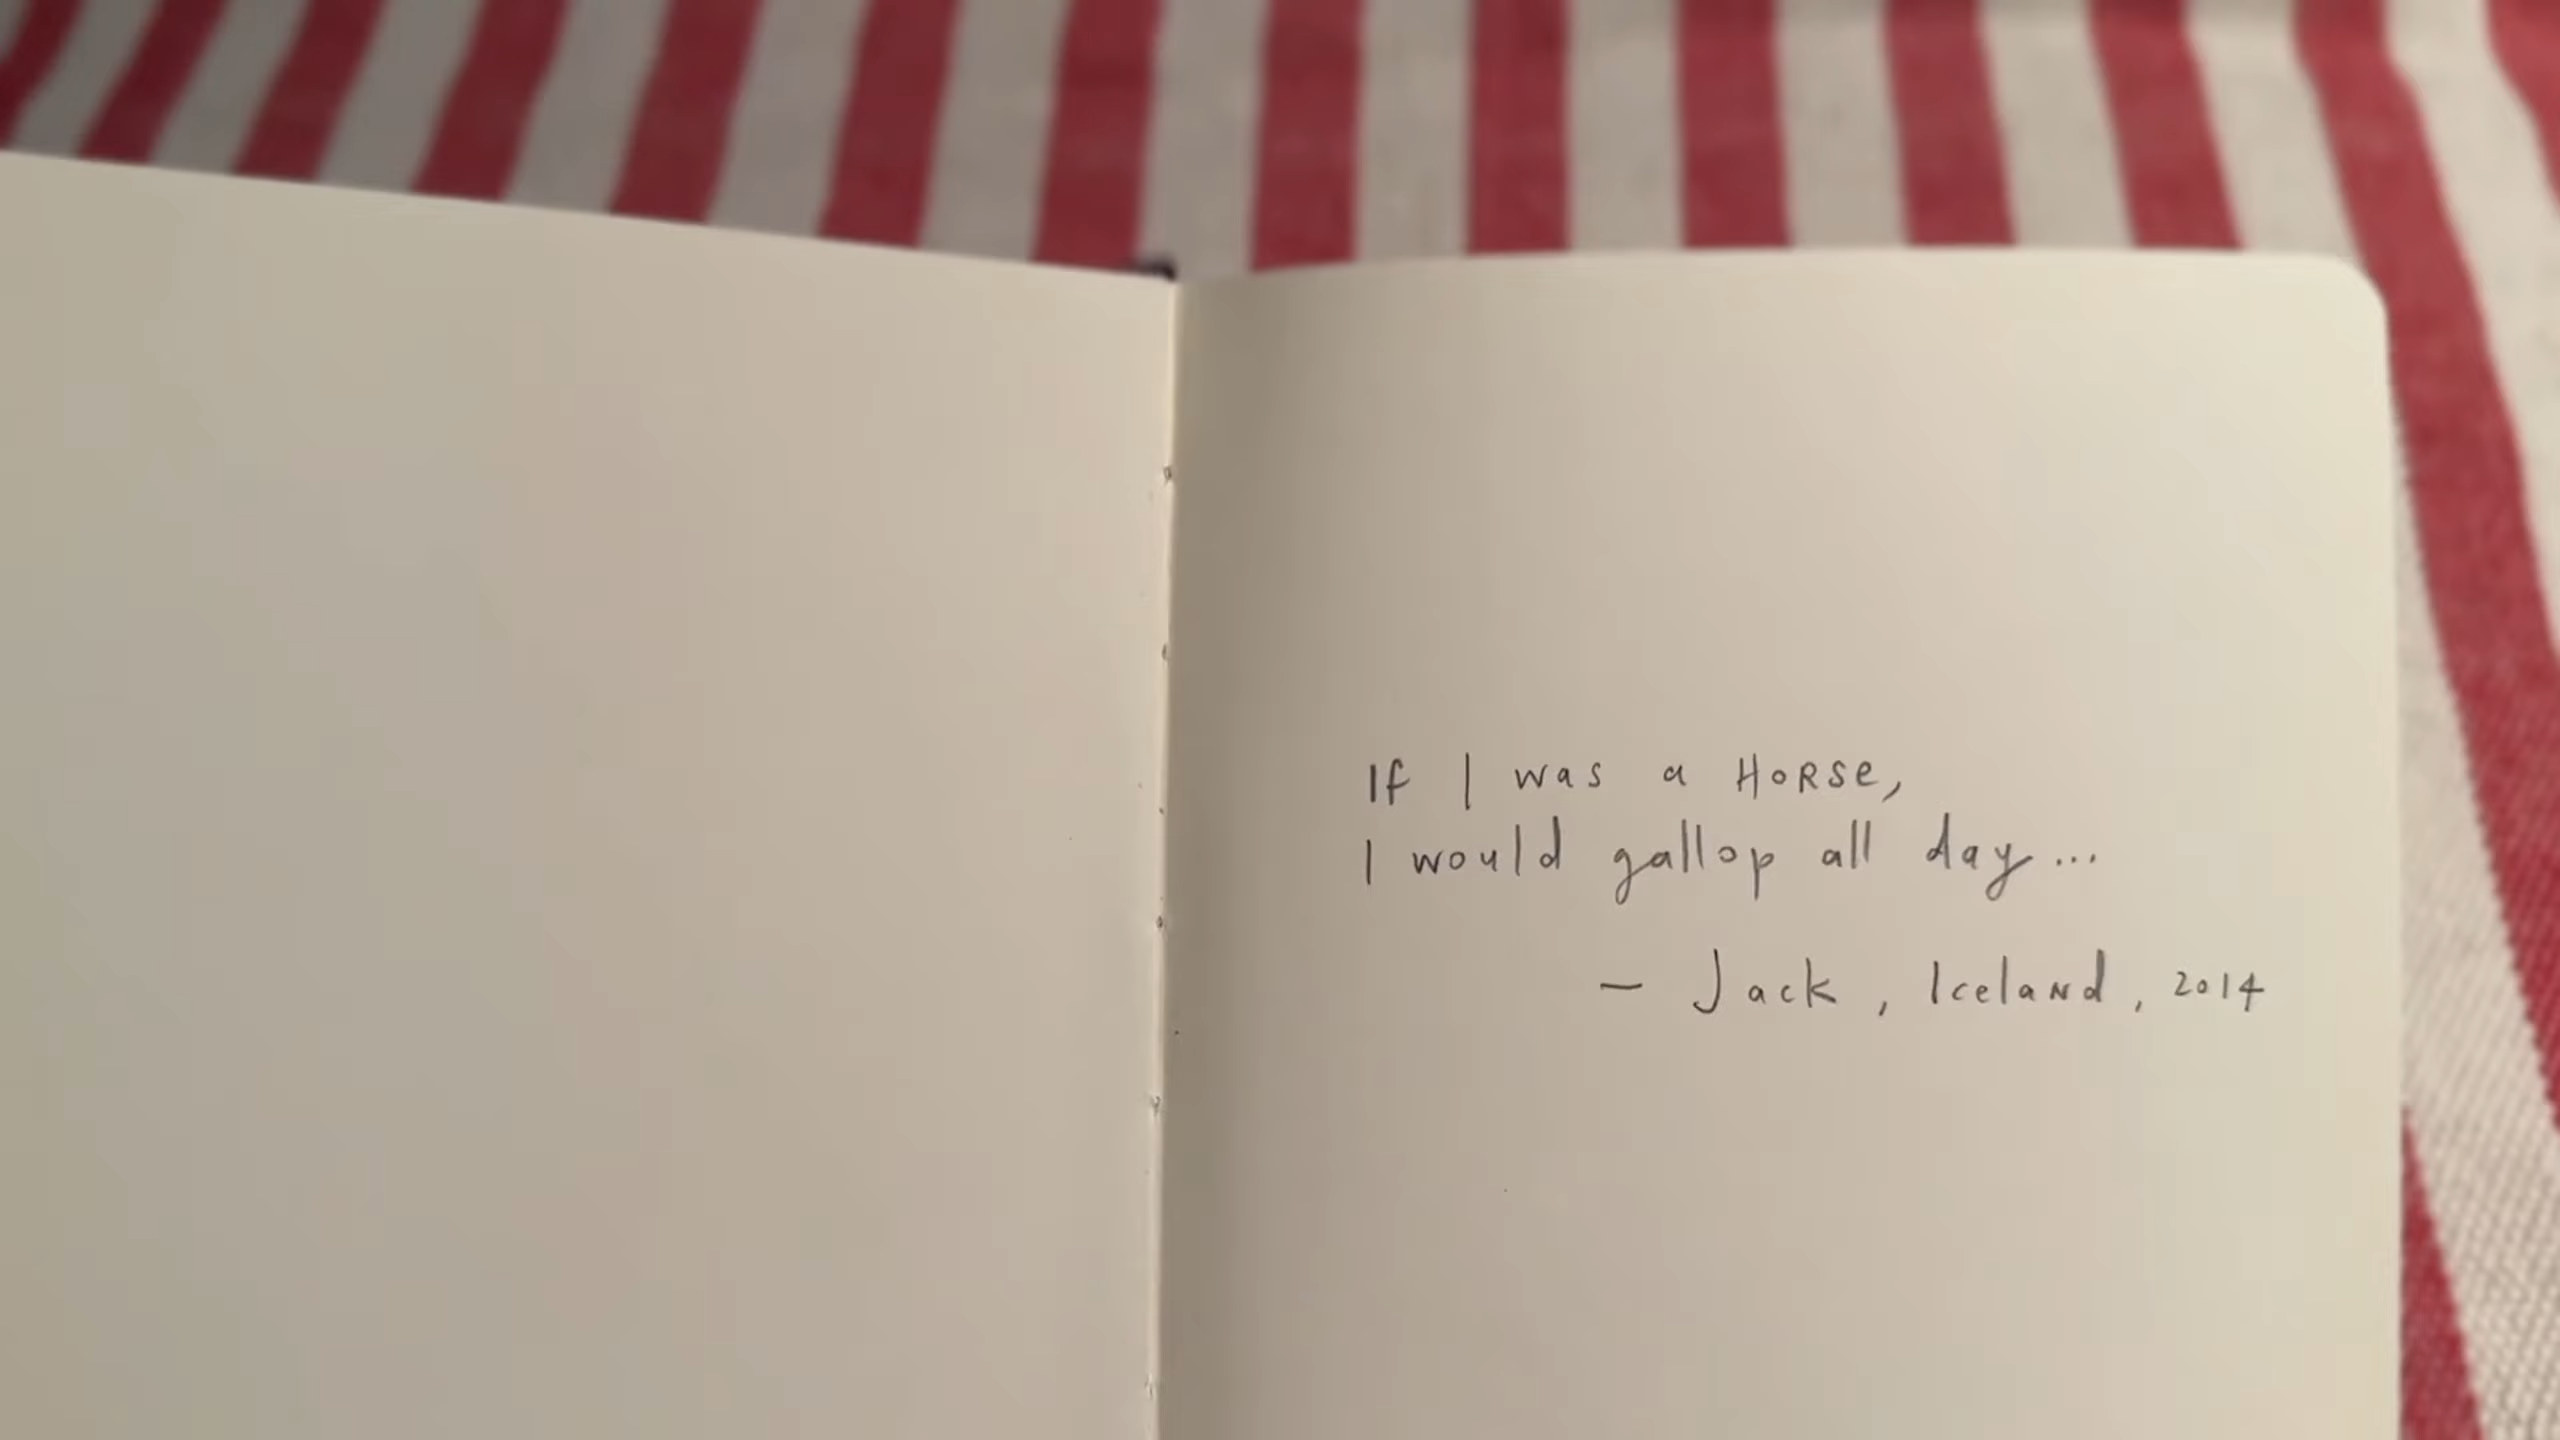 If I was a HORSE,
I would gallop all day...
– Jack, Iceland, 2014